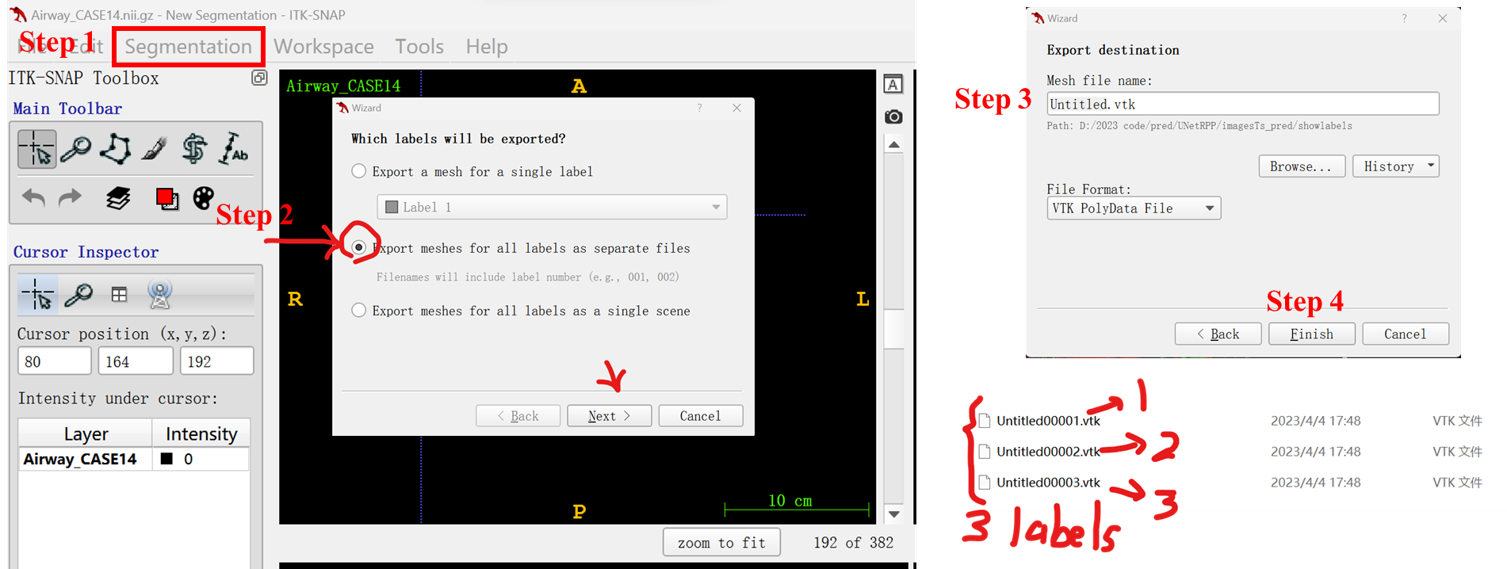 Airway_CASE14.nii.gz - New Segmentation - ITK-SNAP
Step 1
File Edit Segmentation Workspace Tools Help
ITK-SNAP Toolbox
Main Toolbar
Ab
Step 2
Cursor Inspector
Cursor position (x,y,z):
80 164 192
Intensity under cursor:
Layer Intensity
Airway_CASE14 0
Airway_CASE14
A
R
L
P
10 cm
A
zoom to fit
192 of 382
Wizard
Which labels will be exported?
Export a mesh for a single label
Label 1
Export meshes for all labels as separate files
Filenames will include label number (e.g., 001, 002)
Export meshes for all labels as a single scene
< Back Next > Cancel
Wizard
Export destination
Mesh file name:
Step 3
Untitled.vtk
Path: D:/2023 code/pred/UNetRPP/imagesTs_pred/showlabels
Browse... History
File Format:
VTK PolyData File
Step 4
< Back Finish Cancel
Untitled00001.vtk 1 2023/4/4 17:48 VTK 文件
Untitled00002.vtk 2 2023/4/4 17:48 VTK 文件
Untitled00003.vtk 3 2023/4/4 17:48 VTK 文件
3 labels